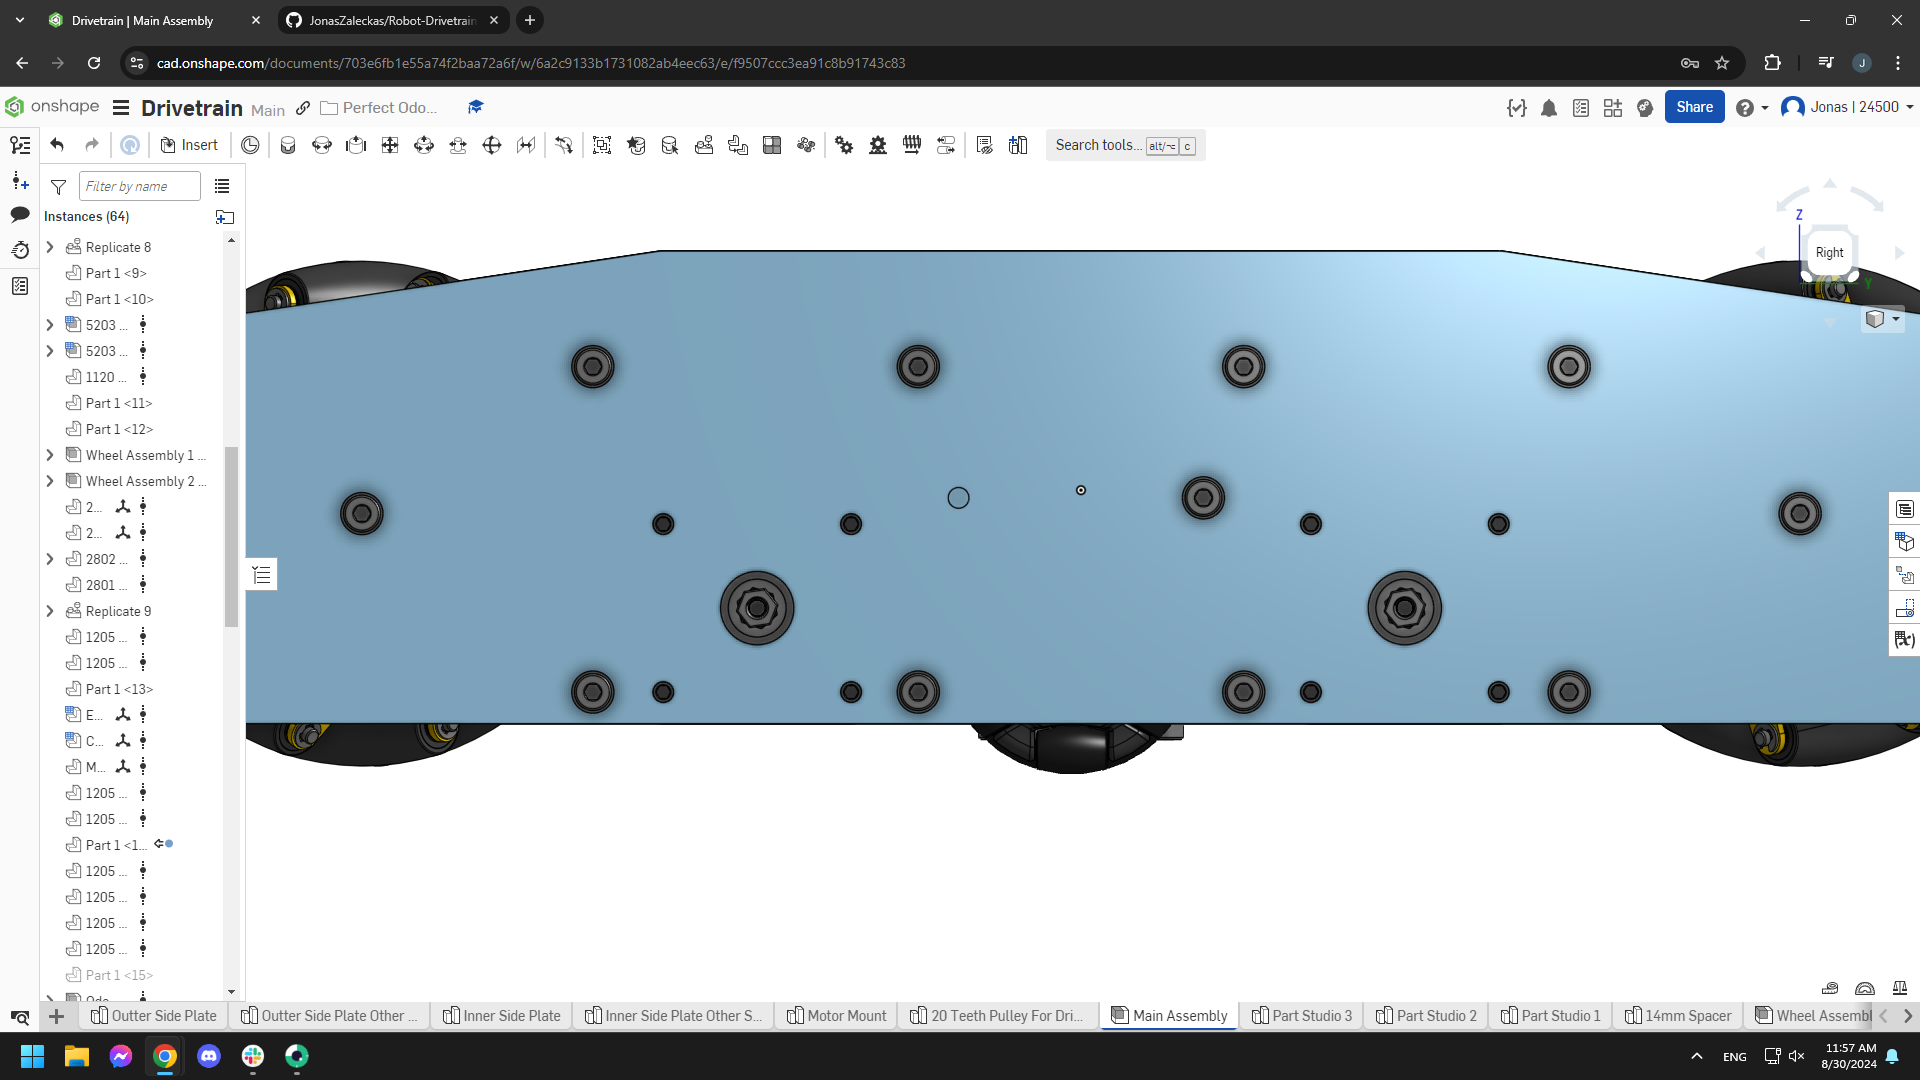 Drivetrain | Main Assembly
JonasZaleckas/Robot-Drivetrain
cad.onshape.com/documents/703e6fb1e55a74f2baa72a6f/w/6a2c9133b1731082ab4eec63/e/f9507ccc3ea91c8b91743c83
J
onshape
Drivetrain Main
Perfect Odo...
Share
Jonas | 24500
Insert
Search tools... alt/⌥ c
Filter by name
Instances (64)
Replicate 8
Part 1 <9>
Part 1 <10>
5203 ...
5203 ...
1120 ...
Part 1 <11>
Part 1 <12>
Wheel Assembly 1 ...
Wheel Assembly 2 ...
2...
2...
2802 ...
2801 ...
Replicate 9
1205 ...
1205 ...
Part 1 <13>
E...
C...
M...
1205 ...
1205 ...
Part 1 <1...
1205 ...
1205 ...
1205 ...
1205 ...
Part 1 <15>
Z
Right
Y
Outter Side Plate
Outter Side Plate Other ...
Inner Side Plate
Inner Side Plate Other S...
Motor Mount
20 Teeth Pulley For Dri...
Main Assembly
Part Studio 3
Part Studio 2
Part Studio 1
14mm Spacer
Wheel Assembl
ENG
11:57 AM
8/30/2024